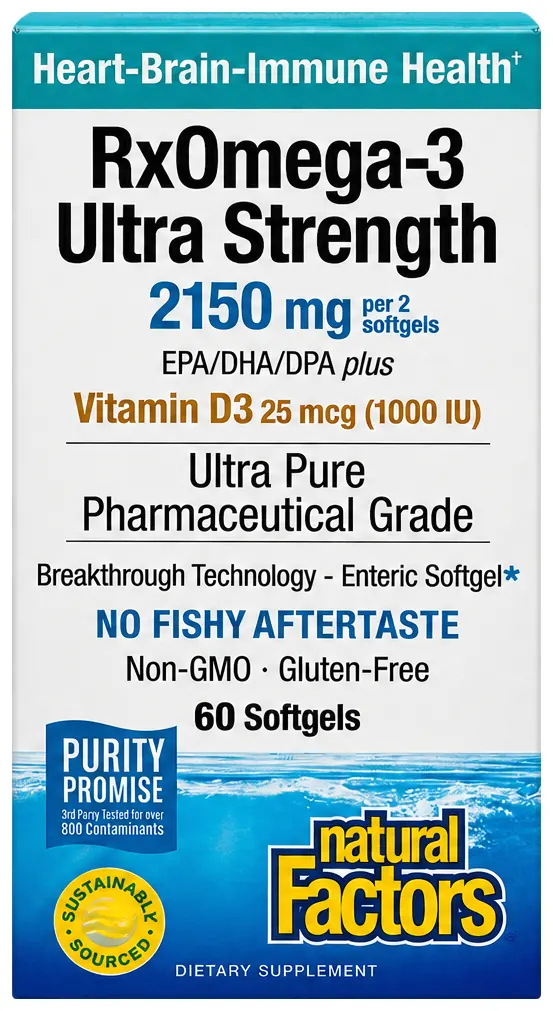 Heart-Brain-Immune Health†
RxOmega-3
Ultra Strength
2150 mg per 2
softgels
EPA/DHA/DPA plus
Vitamin D3 25 mcg (1000 IU)
Ultra Pure
Pharmaceutical Grade
Breakthrough Technology - Enteric Softgel*
NO FISHY AFTERTASTE
Non-GMO · Gluten-Free
60 Softgels
PURITY
PROMISE
3rd Party Tested for over
800 Contaminants
· SUSTAINABLY ·
SOURCED
natural
Factors
DIETARY SUPPLEMENT